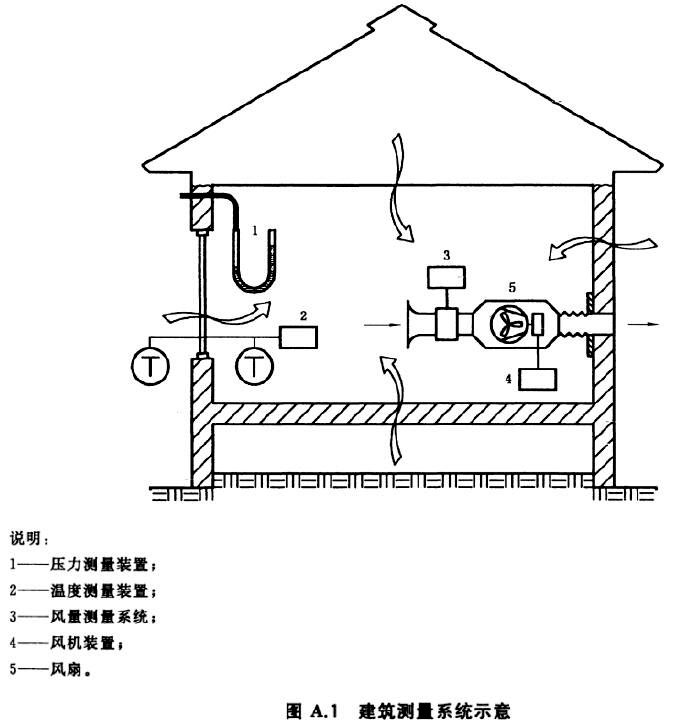 1
3
5
2
T
T
4
说明:
1——压力测量装置;
2——温度测量装置;
3——风量测量系统;
4——风机装置;
5——风扇。
图 A.1 建筑测量系统示意